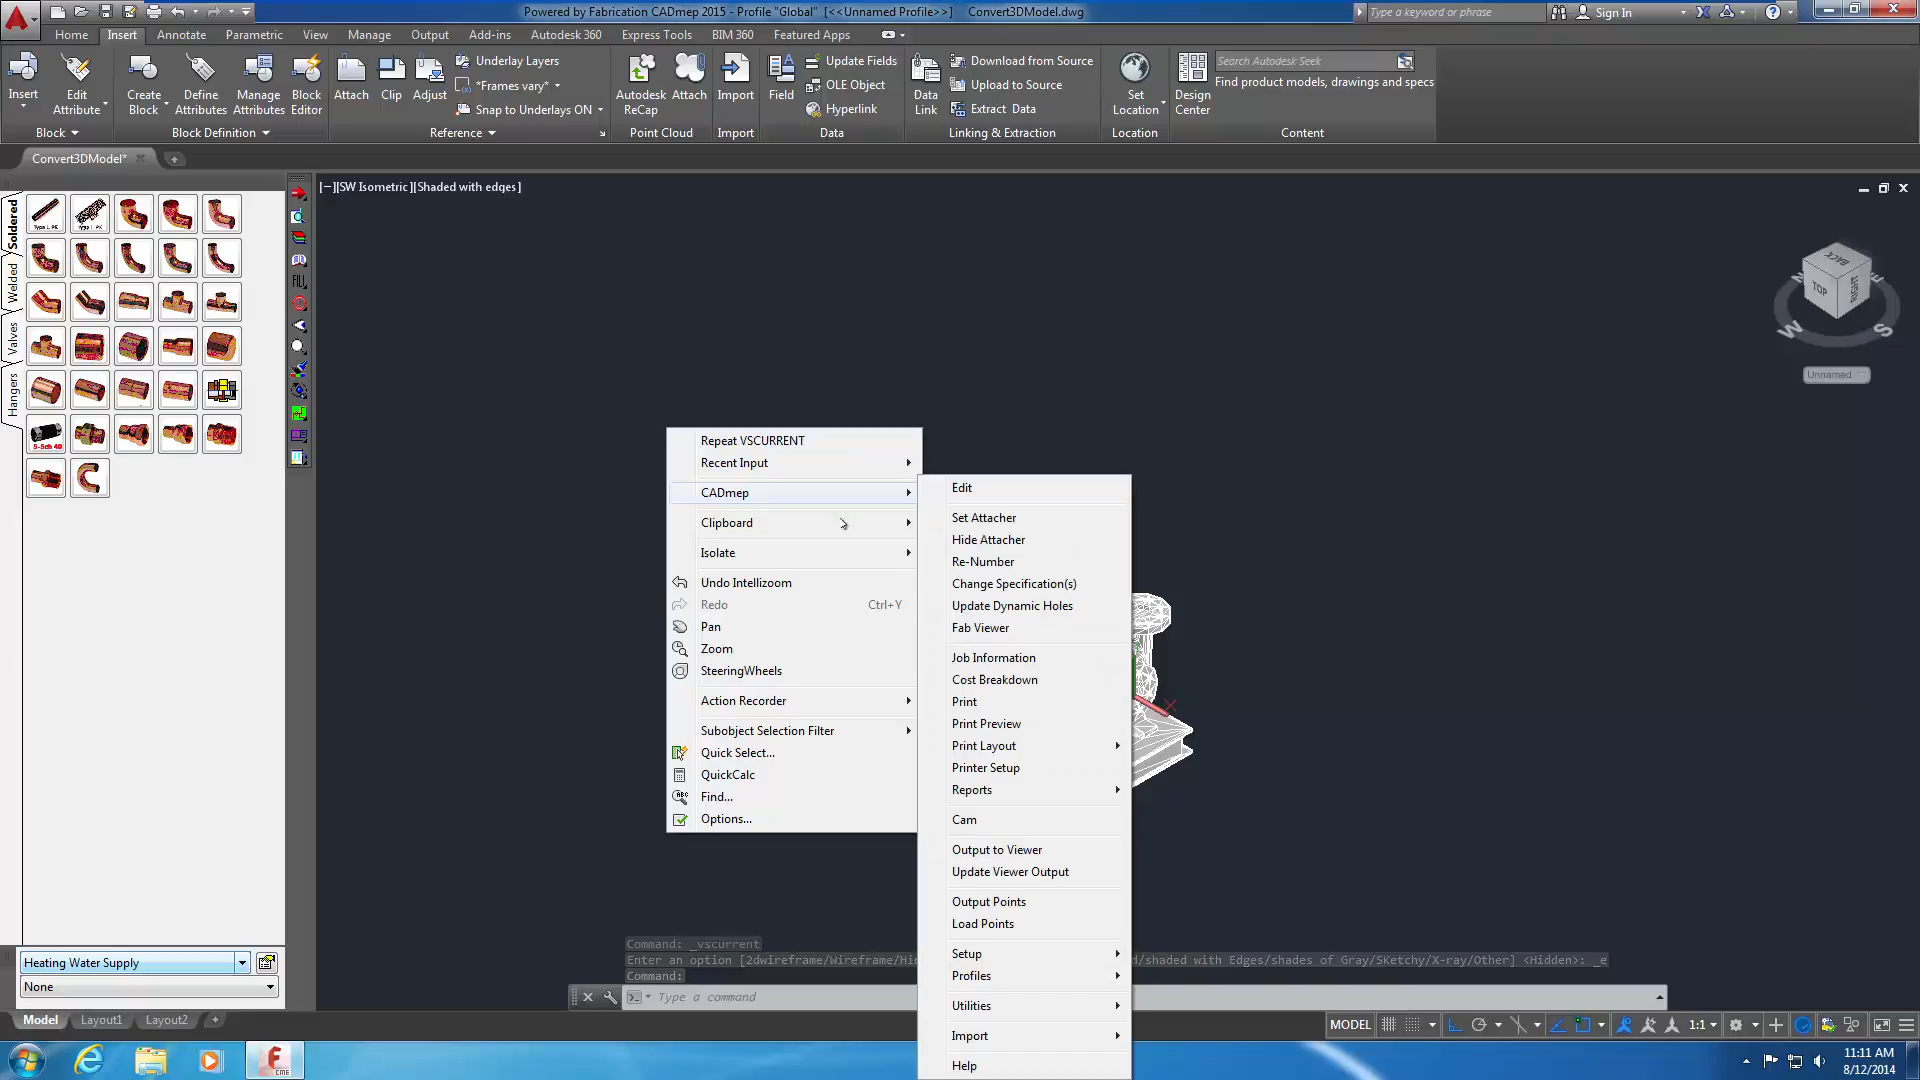 Powered by Fabrication CADmep 2015 - Profile "Global" [<<Unnamed Profile>>] Convert3DModel.dwg
Type a keyword or phrase
Sign In
Home Insert Annotate Parametric View Manage Output Add-ins Autodesk 360 Express Tools BIM 360 Featured Apps
Insert
Edit Attribute
Create Block
Define Attributes
Manage Attributes
Block Editor
Attach
Clip
Adjust
Underlay Layers
*Frames vary*
Snap to Underlays ON
Autodesk ReCap
Attach
Import
Field
Update Fields
OLE Object
Hyperlink
Data Link
Download from Source
Upload to Source
Extract Data
Set Location
Design Center
Search Autodesk Seek
Find product models, drawings and specs
Block
Block Definition
Reference
Point Cloud
Import
Data
Linking & Extraction
Location
Content
Convert3DModel*
[−][SW Isometric][Shaded with edges]
Soldered
Welded
Valves
Hangers
FILL
BACK
TOP
RIGHT
N
E
W
S
Unnamed
Repeat VSCURRENT
Recent Input
CADmep
Clipboard
Isolate
Undo Intellizoom
Redo Ctrl+Y
Pan
Zoom
SteeringWheels
Action Recorder
Subobject Selection Filter
Quick Select...
QuickCalc
Find...
Options...
Edit
Set Attacher
Hide Attacher
Re-Number
Change Specification(s)
Update Dynamic Holes
Fab Viewer
Job Information
Cost Breakdown
Print
Print Preview
Print Layout
Printer Setup
Reports
Cam
Output to Viewer
Update Viewer Output
Output Points
Load Points
Setup
Profiles
Utilities
Import
Help
Command: _vscurrent
Enter an option [2dwireframe/Wireframe/Hid
d/shaded with Edges/shades of Gray/SKetchy/X-ray/Other] <Hidden>: _e
Command:
Type a command
Heating Water Supply
None
Model Layout1 Layout2
MODEL
1:1
11:11 AM
8/12/2014